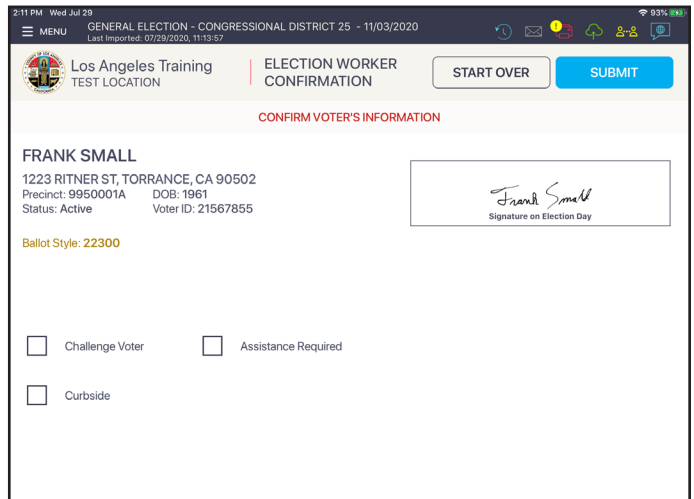 2:11 PM Wed Jul 29
93%
MENU
GENERAL ELECTION - CONGRESSIONAL DISTRICT 25 - 11/03/2020
Last Imported: 07/29/2020, 11:13:57
Los Angeles Training
TEST LOCATION
ELECTION WORKER
CONFIRMATION
START OVER
SUBMIT
CONFIRM VOTER'S INFORMATION
FRANK SMALL
1223 RITNER ST, TORRANCE, CA 90502
Precinct: 9950001A DOB: 1961
Status: Active Voter ID: 21567855
Frank Small
Signature on Election Day
Ballot Style: 22300
Challenge Voter
Assistance Required
Curbside